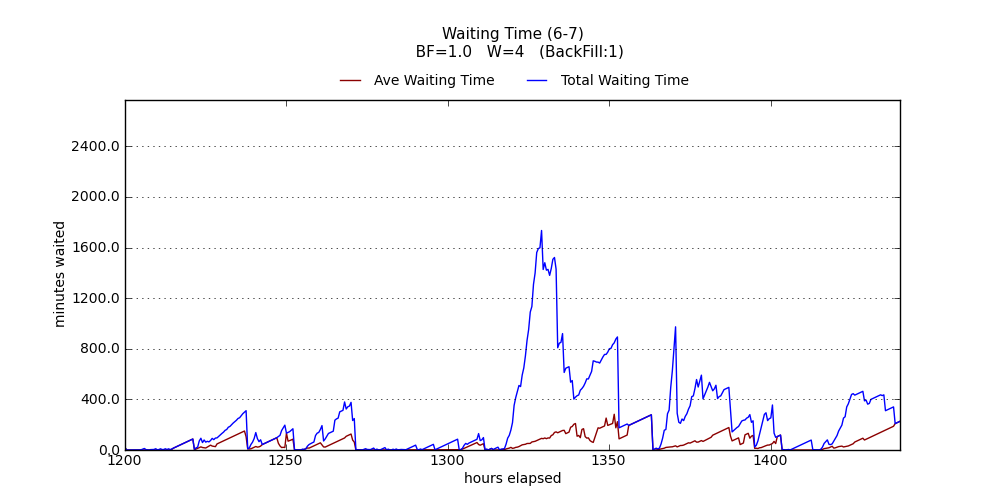 Waiting Time (6-7)
BF=1.0 W=4 (BackFill:1)
Ave Waiting Time
Total Waiting Time
2400.0
2000.0
1600.0
1200.0
800.0
400.0
0.0
minutes waited
1200
1250
1300
1350
1400
hours elapsed